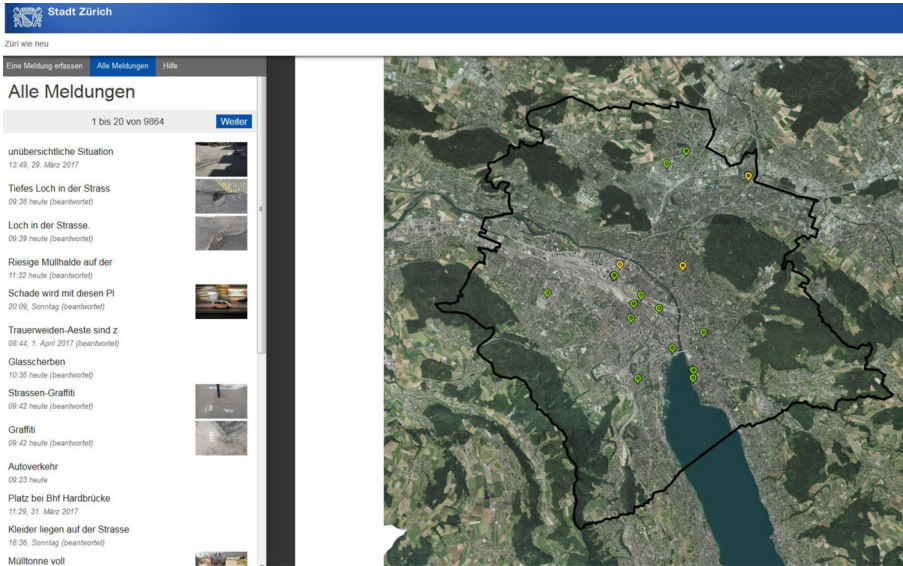 Stadt Zürich
Züri wie neu
Eine Meldung erfassen Alle Meldungen Hilfe
Alle Meldungen
1 bis 20 von 9864 Weiter
unübersichtliche Situation
13:49, 29. März 2017
Tiefes Loch in der Strass
09:38 heute (beantwortet)
Loch in der Strasse.
09:39 heute (beantwortet)
Riesige Müllhalde auf der
11:32 heute (beantwortet)
Schade wird mit diesen Pl
20:09, Sonntag (beantwortet)
Trauerweiden-Aeste sind z
08:44, 1. April 2017 (beantwortet)
Glasscherben
10:36 heute (beantwortet)
Strassen-Graffiti
09:42 heute (beantwortet)
Graffiti
09:42 heute (beantwortet)
Autoverkehr
09:23 heute
Platz bei Bhf Hardbrücke
11:29, 31. März 2017
Kleider liegen auf der Strasse
18:36, Sonntag (beantwortet)
Mülltonne voll